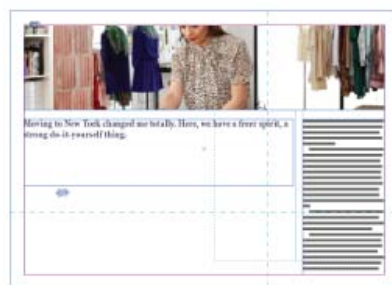 Moving to New York changed me totally. Here, we have a freer spirit, a
strong do-it-yourself thing.